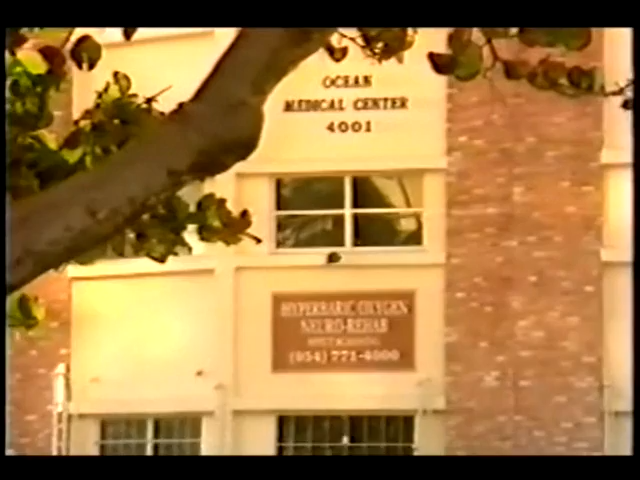 OCEAN
MEDICAL CENTER
4001
HYPERBARIC OXYGEN
NEURO-REHAB
(954) 771-4000